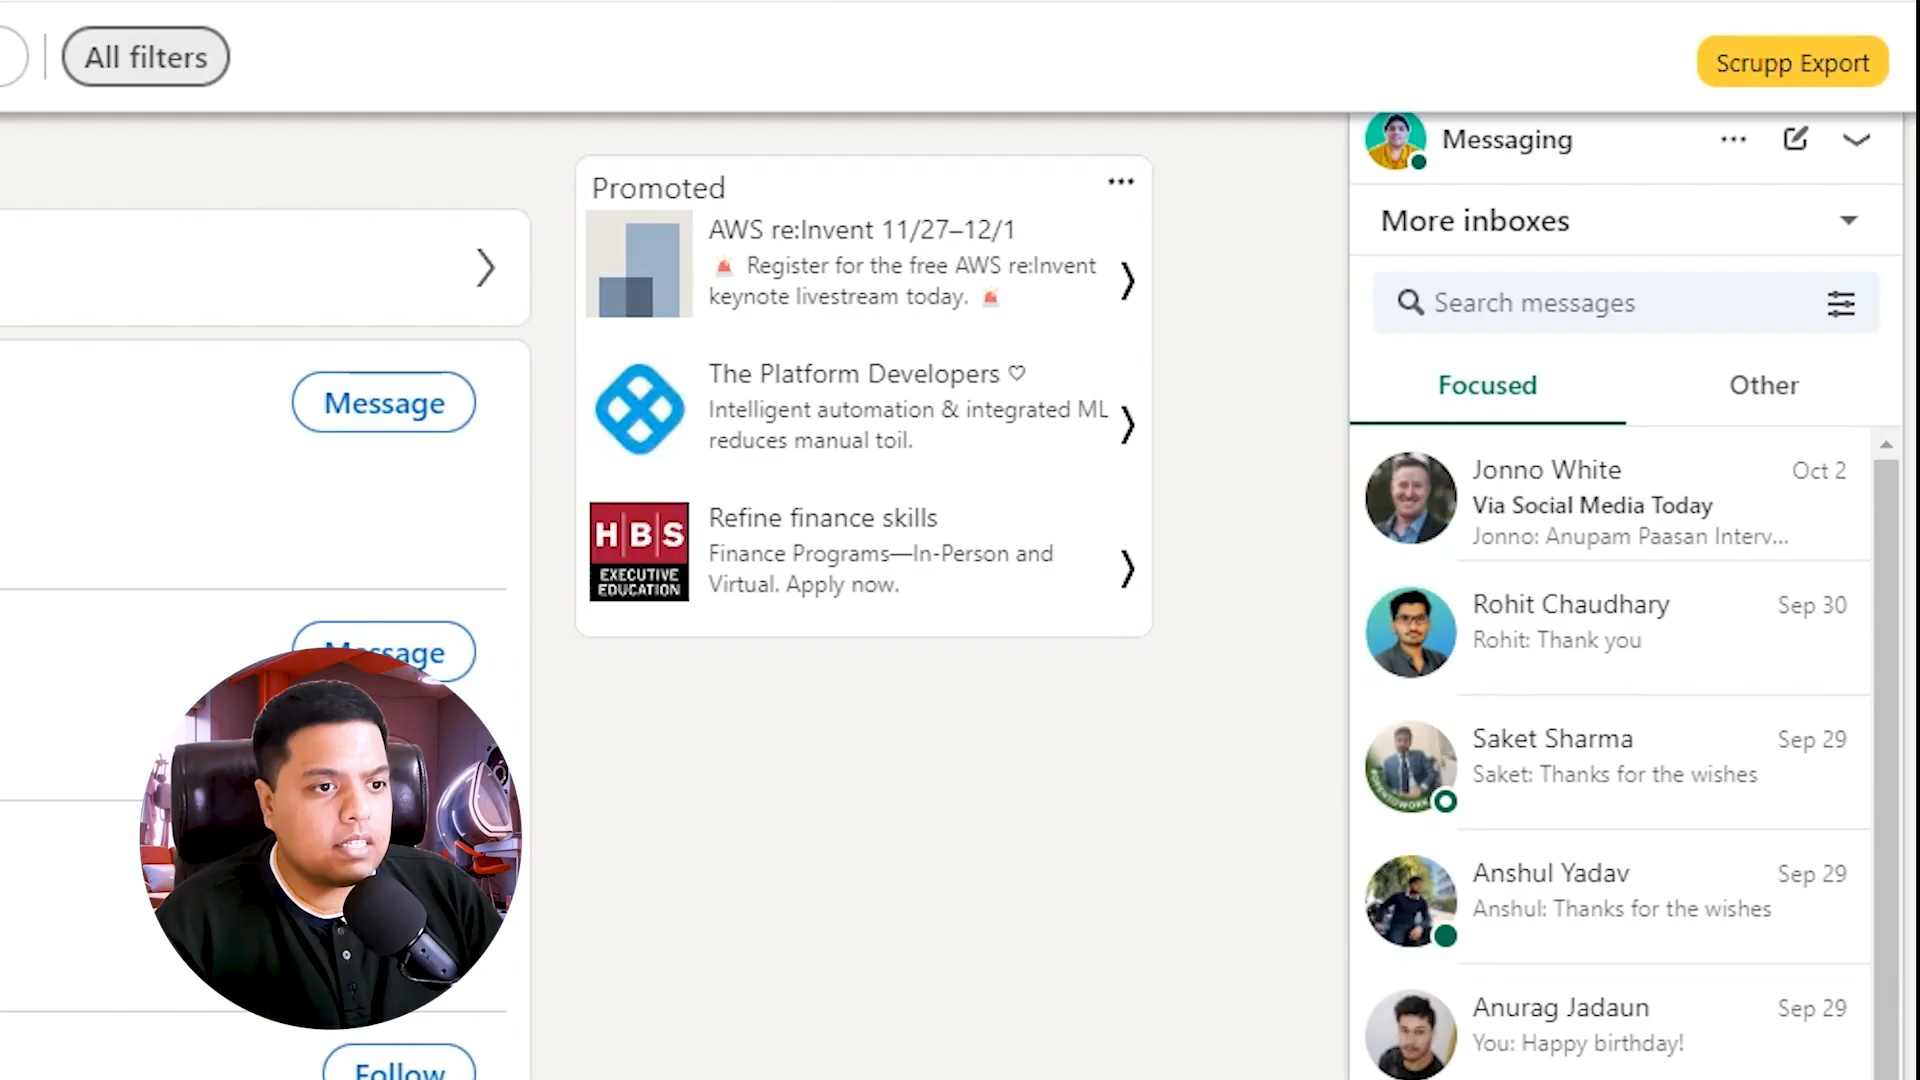 All filters
Scrupp Export
Promoted
AWS re:Invent 11/27–12/1
🚨 Register for the free AWS re:Invent
keynote livestream today. 🚨
The Platform Developers ♡
Intelligent automation & integrated ML
reduces manual toil.
H|B|S
EXECUTIVE
EDUCATION
Refine finance skills
Finance Programs—In-Person and
Virtual. Apply now.
Message
Message
Follow
Messaging
More inboxes
Search messages
Focused
Other
Jonno White
Oct 2
Via Social Media Today
Jonno: Anupam Paasan Interv...
Rohit Chaudhary
Sep 30
Rohit: Thank you
Saket Sharma
Sep 29
Saket: Thanks for the wishes
Anshul Yadav
Sep 29
Anshul: Thanks for the wishes
Anurag Jadaun
Sep 29
You: Happy birthday!